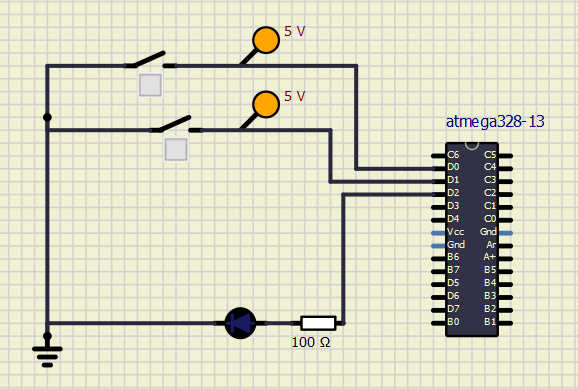 5 V
5 V
atmega328-13
C6 C5
D0 C4
D1 C3
D2 C2
D3 C1
D4 C0
Vcc Gnd
Gnd Ar
B6 A+
B7 B5
D5 B4
D6 B3
D7 B2
B0 B1
100 Ω